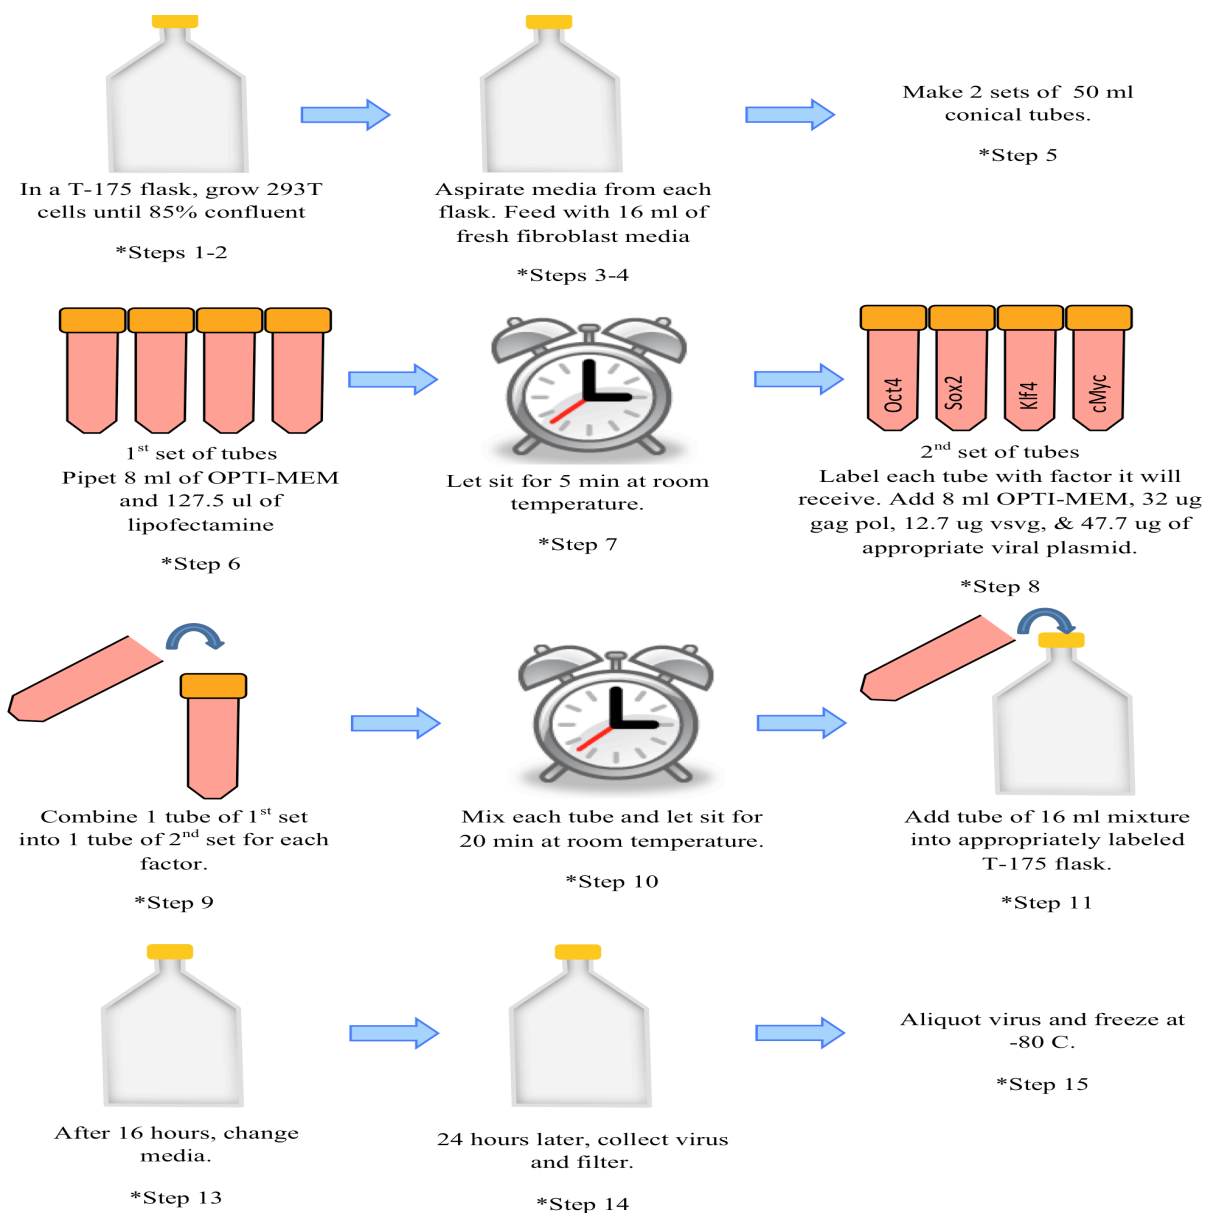 In a T-175 flask, grow 293T
cells until 85% confluent
*Steps 1-2
Aspirate media from each
flask. Feed with 16 ml of
fresh fibroblast media
*Steps 3-4
Make 2 sets of 50 ml
conical tubes.
*Step 5
1st set of tubes
Pipet 8 ml of OPTI-MEM
and 127.5 ul of
lipofectamine
*Step 6
Let sit for 5 min at room
temperature.
*Step 7
Oct4
Sox2
Klf4
cMyc
2nd set of tubes
Label each tube with factor it will
receive. Add 8 ml OPTI-MEM, 32 ug
gag pol, 12.7 ug vsvg, & 47.7 ug of
appropriate viral plasmid.
*Step 8
Combine 1 tube of 1st set
into 1 tube of 2nd set for each
factor.
*Step 9
Mix each tube and let sit for
20 min at room temperature.
*Step 10
Add tube of 16 ml mixture
into appropriately labeled
T-175 flask.
*Step 11
After 16 hours, change
media.
*Step 13
24 hours later, collect virus
and filter.
*Step 14
Aliquot virus and freeze at
-80 C.
*Step 15